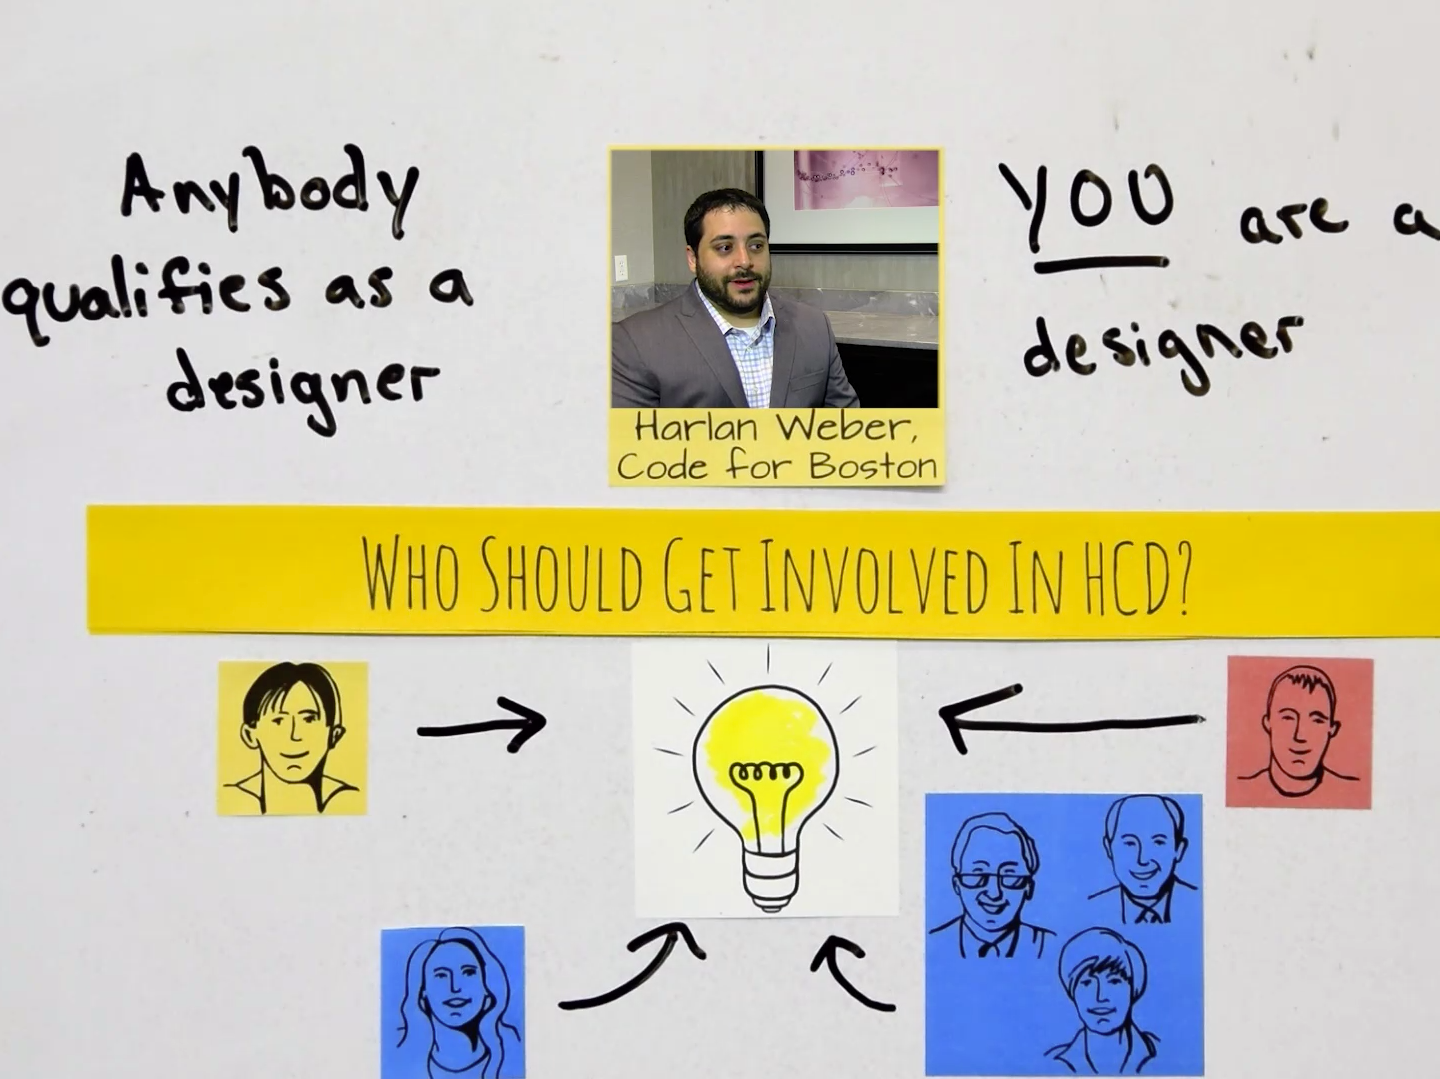 Anybody
qualifies as a
designer
Harlan Weber,
Code for Boston
YOU are a
designer
WHO SHOULD GET INVOLVED IN HCD?